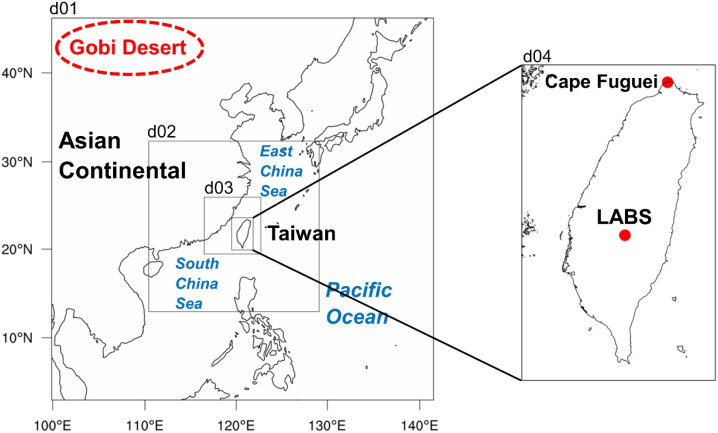 d01
Gobi Desert
40°N
d04
Cape Fuguei
Asian
Continental
d02
30°N
East
China
Sea
d03
LABS
Taiwan
20°N
South
China
Sea
Pacific
Ocean
10°N
100°E
110°E
120°E
130°E
140°E